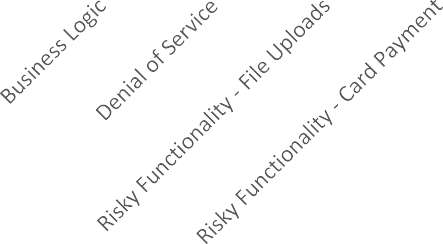 Business Logic
Denial of Service
Risky Functionality - File Uploads
Risky Functionality - Card Payment